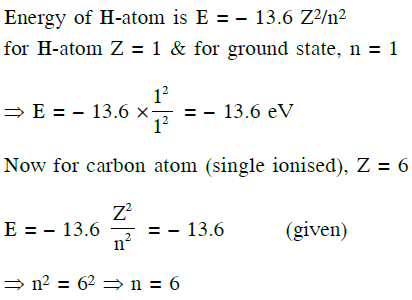 Energy of H-atom is E = – 13.6 Z²/n²
for H-atom Z = 1 & for ground state, n = 1
⇒ E = – 13.6 × 1²/1² = – 13.6 eV
Now for carbon atom (single ionised), Z = 6
E = – 13.6 Z²/n² = – 13.6 (given)
⇒ n² = 6² ⇒ n = 6